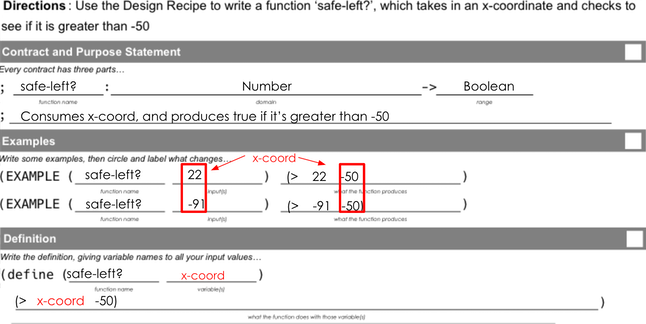 Directions : Use the Design Recipe to write a function ‘safe-left?’, which takes in an x-coordinate and checks to
see if it is greater than -50
Contract and Purpose Statement
Every contract has three parts…
; safe-left? : Number -> Boolean
function name domain range
; Consumes x-coord, and produces true if it’s greater than -50
Examples
Write some examples, then circle and label what changes… x-coord
(EXAMPLE ( safe-left? 22 ) (> 22 -50 )
function name input(s) what the function produces
(EXAMPLE ( safe-left? -91 ) (> -91 -50) )
function name input(s) what the function produces
Definition
Write the definition, giving variable names to all your input values…
(define (safe-left? x-coord )
function name variable(s)
(> x-coord -50) )
what the function does with those variable(s)